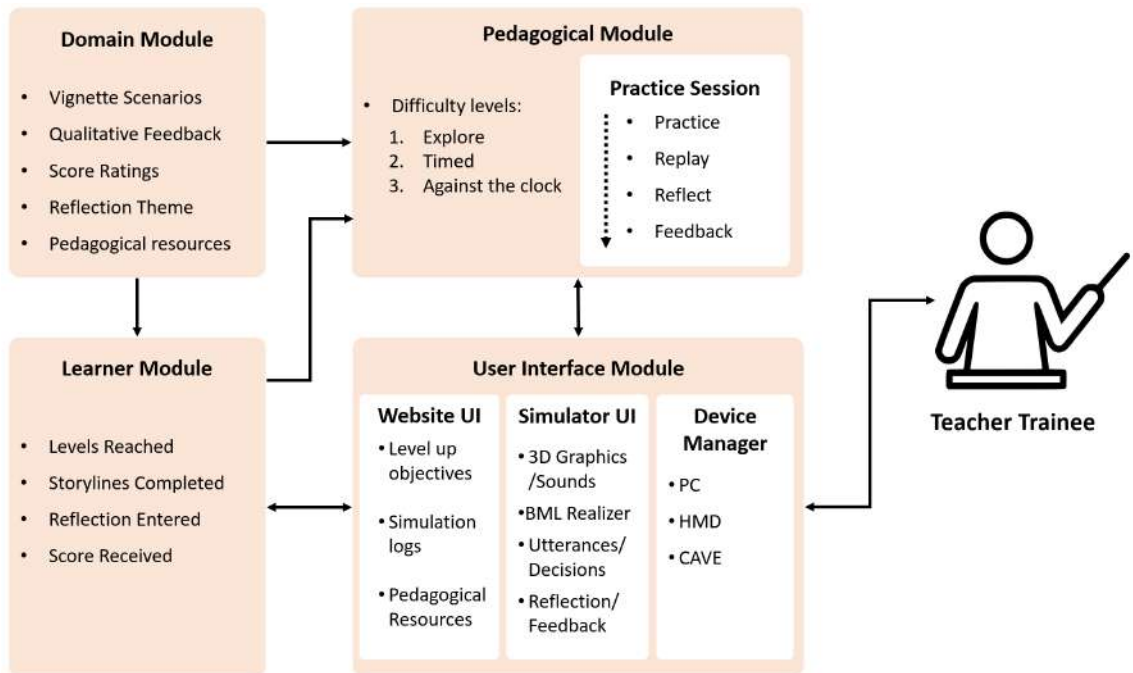 Domain Module
• Vignette Scenarios
• Qualitative Feedback
• Score Ratings
• Reflection Theme
• Pedagogical resources
Pedagogical Module
• Difficulty levels:
1. Explore
2. Timed
3. Against the clock
Practice Session
• Practice
• Replay
• Reflect
• Feedback
Learner Module
• Levels Reached
• Storylines Completed
• Reflection Entered
• Score Received
User Interface Module
Website UI
• Level up
objectives
• Simulation
logs
• Pedagogical
Resources
Simulator UI
• 3D Graphics
/Sounds
• BML Realizer
• Utterances/
Decisions
• Reflection/
Feedback
Device
Manager
• PC
• HMD
• CAVE
Teacher Trainee